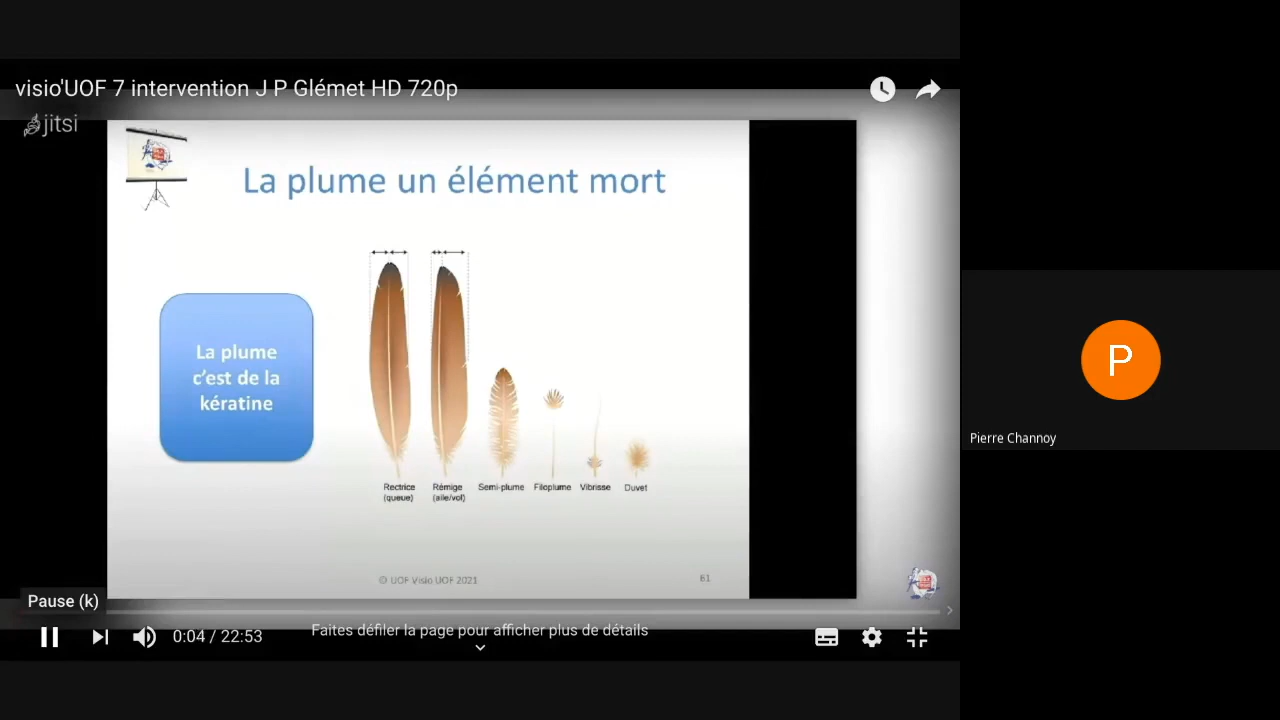 visio'UOF 7 intervention J P Glémet HD 720p
jitsi
La plume un élément mort
La plume
c'est de la
kératine
Rectrice
(queue)
Rémige
(aile/vol)
Semi-plume
Filoplume
Vibrisse
Duvet
© UOF Visio UOF 2021
61
P
Pierre Channoy
Pause (k)
0:04 / 22:53
Faites défiler la page pour afficher plus de détails